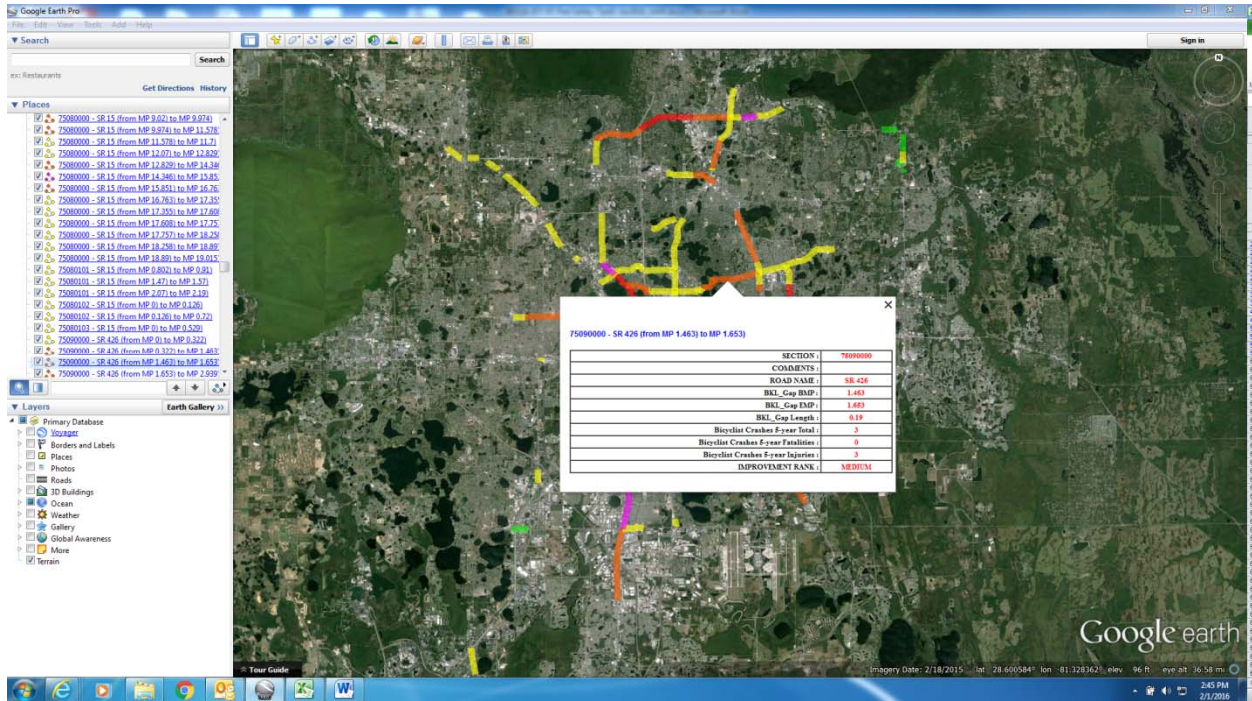 Google Earth Pro
File Edit View Tools Add Help
▼ Search
Search
ex: Restaurants
Get Directions History
▼ Places
75080000 - SR 15 (from MP 9.02) to MP 9.974)
75080000 - SR 15 (from MP 9.974) to MP 11.578
75080000 - SR 15 (from MP 11.578) to MP 11.7)
75080000 - SR 15 (from MP 12.07) to MP 12.829
75080000 - SR 15 (from MP 12.829) to MP 14.346
75080000 - SR 15 (from MP 14.346) to MP 15.85
75080000 - SR 15 (from MP 15.851) to MP 16.76
75080000 - SR 15 (from MP 16.763) to MP 17.35
75080000 - SR 15 (from MP 17.355) to MP 17.608
75080000 - SR 15 (from MP 17.608) to MP 17.75
75080000 - SR 15 (from MP 17.757) to MP 18.258
75080000 - SR 15 (from MP 18.258) to MP 18.89
75080000 - SR 15 (from MP 18.89) to MP 19.015
75080101 - SR 15 (from MP 0.802) to MP 0.91)
75080101 - SR 15 (from MP 1.47) to MP 1.57)
75080101 - SR 15 (from MP 2.07) to MP 2.19)
75080102 - SR 15 (from MP 0) to MP 0.126)
75080102 - SR 15 (from MP 0.126) to MP 0.72)
75080103 - SR 15 (from MP 0) to MP 0.529)
75090000 - SR 426 (from MP 0) to MP 0.322)
75090000 - SR 426 (from MP 0.322) to MP 1.463
75090000 - SR 426 (from MP 1.463) to MP 1.653
75090000 - SR 426 (from MP 1.653) to MP 2.939
▼ Layers
Earth Gallery >>
Primary Database
Voyager
Borders and Labels
Places
Photos
Roads
3D Buildings
Ocean
Weather
Gallery
Global Awareness
More
Terrain
Sign in
N
75090000 - SR 426 (from MP 1.463) to MP 1.653)
SECTION : 75090000
COMMENTS :
ROAD NAME : SR 426
BKL_Gap BMP : 1.463
BKL_Gap EMP : 1.653
BKL_Gap Length : 0.19
Bicyclist Crashes 5-year Total : 3
Bicyclist Crashes 5-year Fatalities : 0
Bicyclist Crashes 5-year Injuries : 3
IMPROVEMENT RANK : MEDIUM
Google earth
Tour Guide
Imagery Date: 2/18/2015 lat 28.600584° lon -81.328362° elev 96 ft eye alt 36.58 mi
2:45 PM
2/1/2016